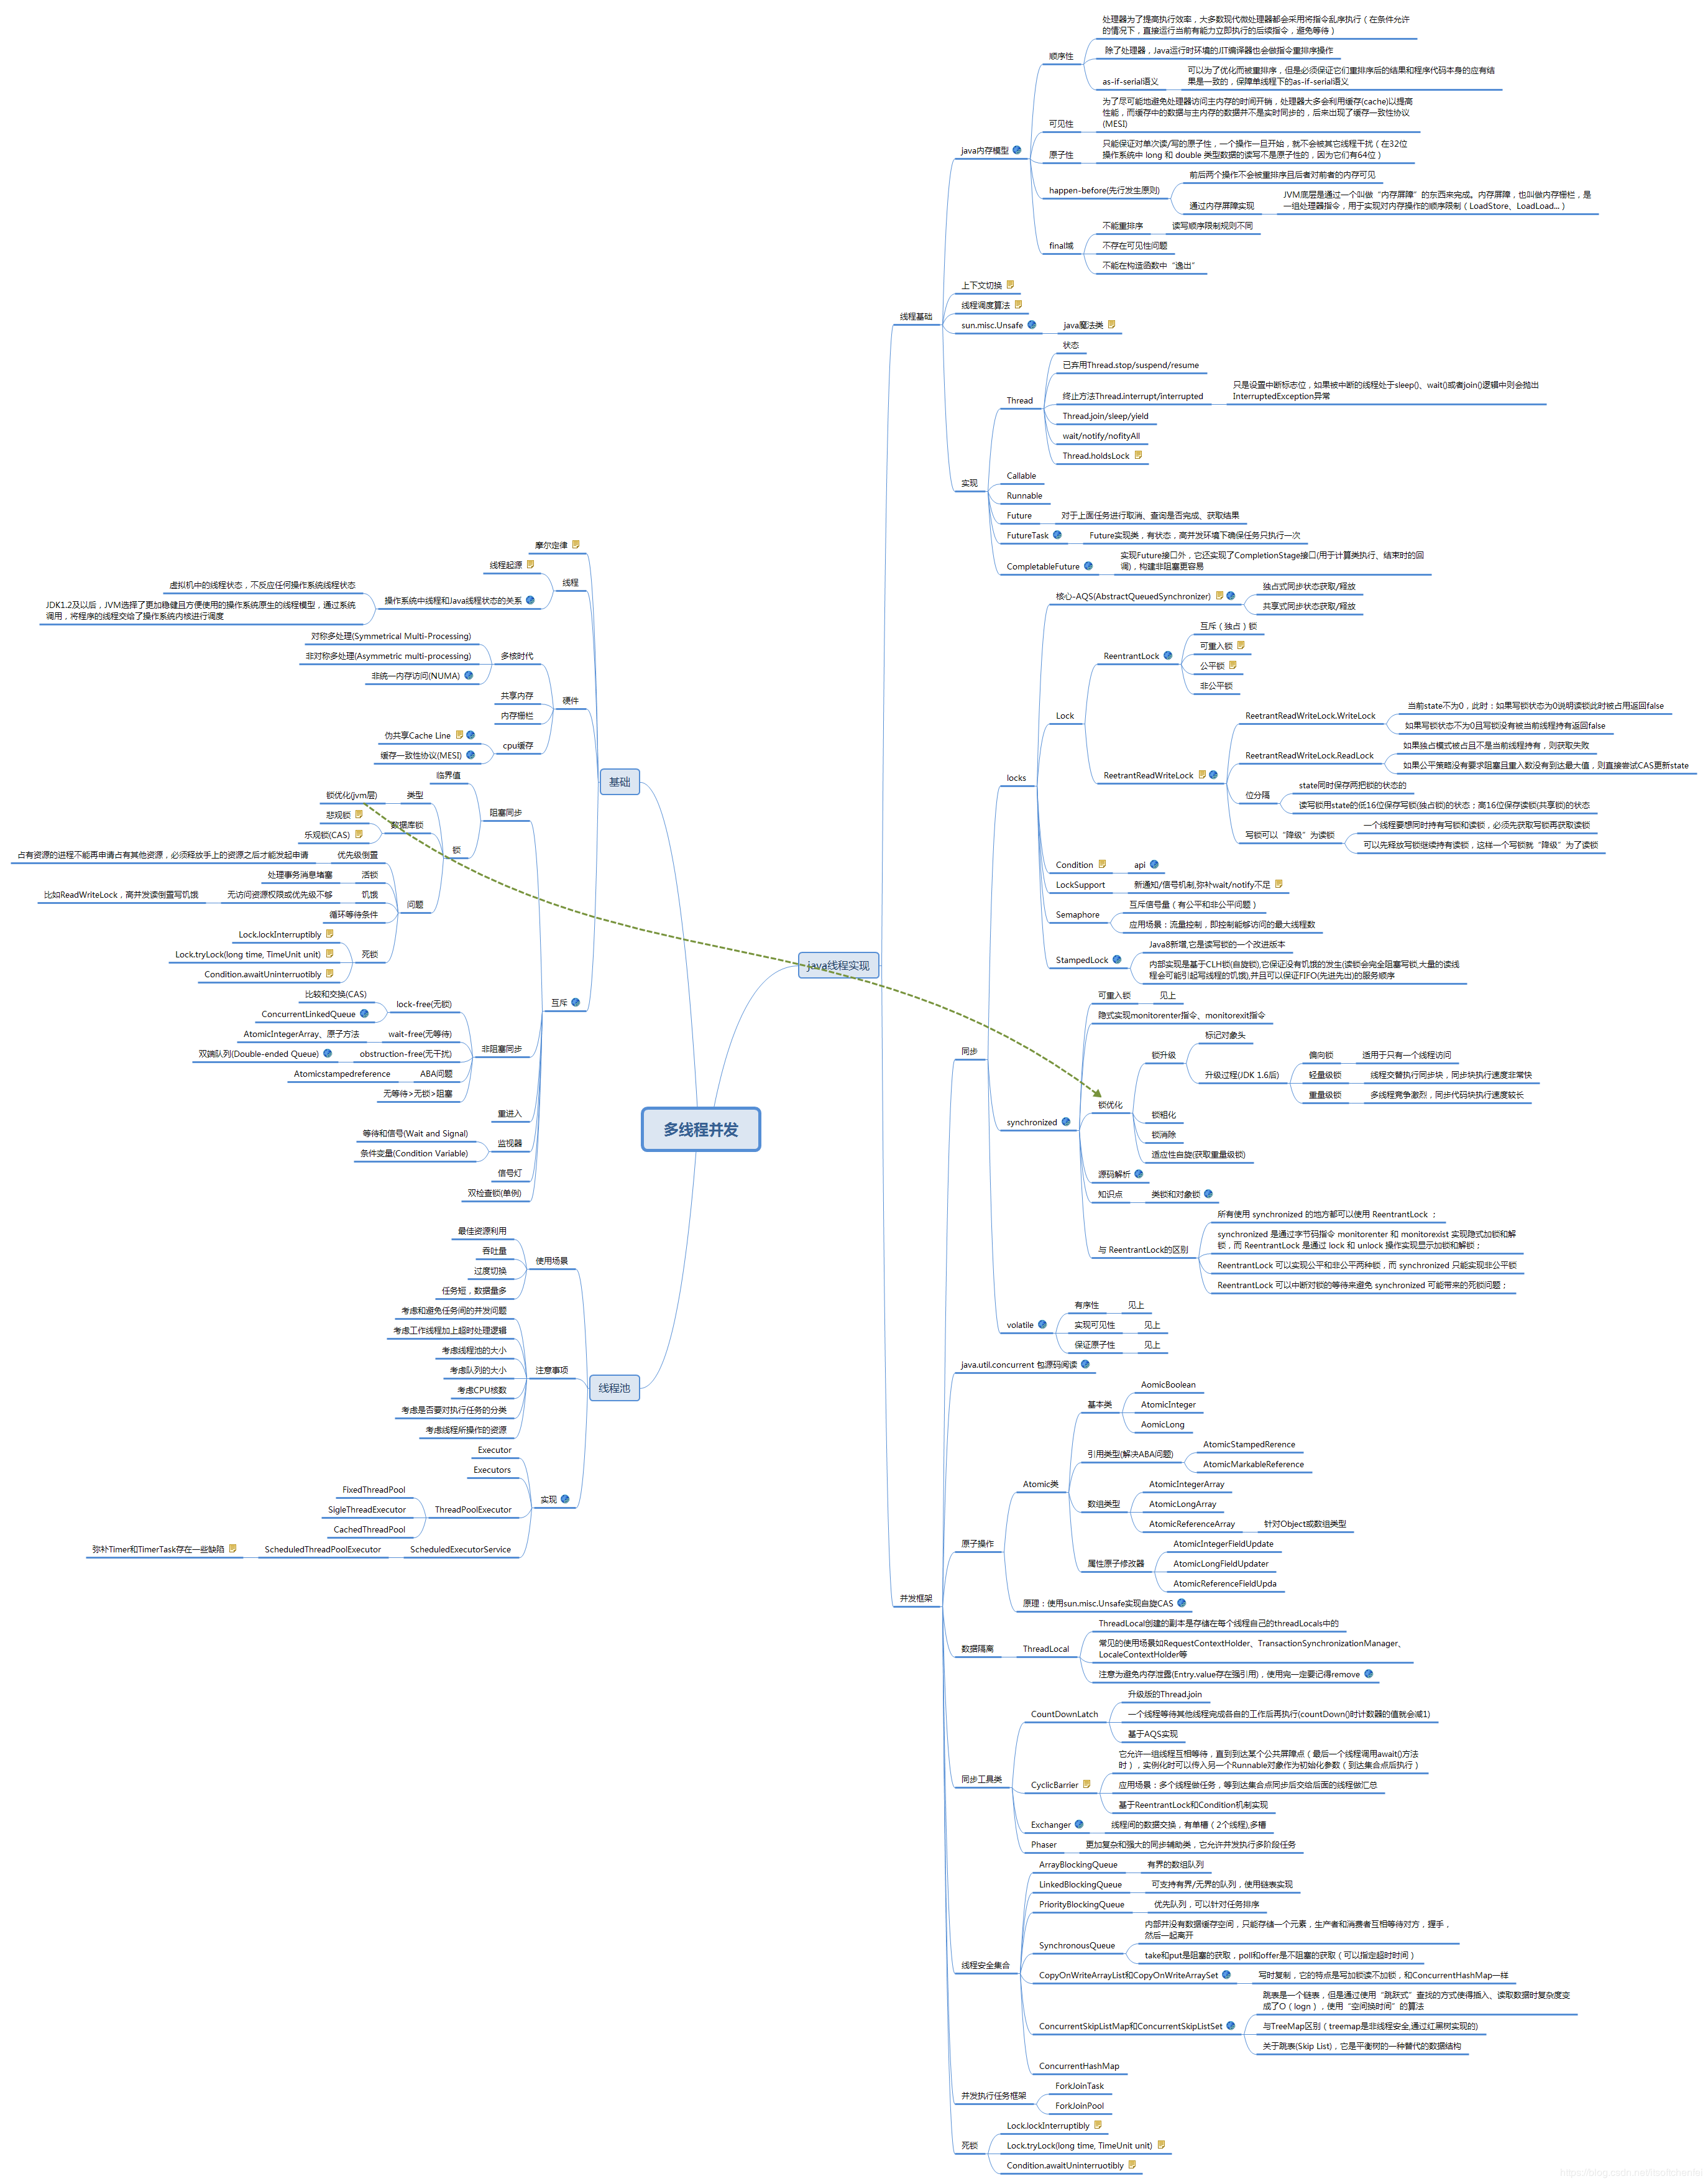 多线程并发
java线程实现
线程基础
java内存模型
顺序性
处理器为了提高执行效率，大多数现代微处理器都会采用将指令乱序执行（在条件允许
的情况下，直接运行当前有能力立即执行的后续指令，避免等待）
除了处理器，Java运行时环境的JIT编译器也会做指令重排序操作
as-if-serial语义
可以为了优化而被重排序，但是必须保证它们重排序后的结果和程序代码本身的应有结
果是一致的，保障单线程下的as-if-serial语义
可见性
为了尽可能地避免处理器访问主内存的时间开销，处理器大多会利用缓存(cache)以提高
性能，而缓存中的数据与主内存的数据并不是实时同步的，后来出现了缓存一致性协议
(MESI)
原子性
只能保证对单次读/写的原子性，一个操作一旦开始，就不会被其它线程干扰（在32位
操作系统中 long 和 double 类型数据的读写不是原子性的，因为它们有64位）
happen-before(先行发生原则)
前后两个操作不会被重排序且后者对前者的内存可见
通过内存屏障实现
JVM底层是通过一个叫做“内存屏障”的东西来完成。内存屏障，也叫做内存栅栏，是
一组处理器指令，用于实现对内存操作的顺序限制（LoadStore、LoadLoad...）
final域
不能重排序
读写顺序限制规则不同
不存在可见性问题
不能在构造函数中“逸出”
上下文切换
线程调度算法
sun.misc.Unsafe
java魔法类
实现
Thread
状态
已弃用Thread.stop/suspend/resume
终止方法Thread.interrupt/interrupted
只是设置中断标志位，如果被中断的线程处于sleep()、wait()或者join()逻辑中则会抛出
InterruptedException异常
Thread.join/sleep/yield
wait/notify/nofityAll
Thread.holdsLock
Callable
Runnable
Future
对于上面任务进行取消、查询是否完成、获取结果
FutureTask
Future实现类，有状态，高并发环境下确保任务只执行一次
CompletableFuture
实现Future接口外，它还实现了CompletionStage接口(用于计算类执行、结束时的回
调)，构建非阻塞更容易
并发框架
同步
locks
核心-AQS(AbstractQueuedSynchronizer)
独占式同步状态获取/释放
共享式同步状态获取/释放
Lock
ReentrantLock
互斥（独占）锁
可重入锁
公平锁
非公平锁
ReetrantReadWriteLock
ReetrantReadWriteLock.WriteLock
当前state不为0，此时：如果写锁状态为0说明读锁此时被占用返回false
如果写锁状态不为0且写锁没有被当前线程持有返回false
ReetrantReadWriteLock.ReadLock
如果独占模式被占且不是当前线程持有，则获取失败
如果公平策略没有要求阻塞且重入数没有到达最大值，则直接尝试CAS更新state
位分隔
state同时保存两把锁的状态的
读写锁用state的低16位保存写锁(独占锁)的状态；高16位保存读锁(共享锁)的状态
写锁可以“降级”为读锁
一个线程要想同时持有写锁和读锁，必须先获取写锁再获取读锁
可以先释放写锁继续持有读锁，这样一个写锁就“降级”为了读锁
Condition
api
LockSupport
新通知/信号机制,弥补wait/notify不足
Semaphore
互斥信号量（有公平和非公平问题）
应用场景：流量控制，即控制能够访问的最大线程数
StampedLock
Java8新增,它是读写锁的一个改进版本
内部实现是基于CLH锁(自旋锁),它保证没有饥饿的发生(读锁会完全阻塞写锁,大量的读线
程会可能引起写线程的饥饿),并且可以保证FIFO(先进先出)的服务顺序
synchronized
可重入锁
见上
隐式实现monitorenter指令、monitorexit指令
锁优化
锁升级
标记对象头
升级过程(JDK 1.6后)
偏向锁
适用于只有一个线程访问
轻量级锁
线程交替执行同步块，同步块执行速度非常快
重量级锁
多线程竞争激烈，同步代码块执行速度较长
锁粗化
锁消除
适应性自旋(获取重量级锁)
源码解析
知识点
类锁和对象锁
与 ReentrantLock的区别
所有使用 synchronized 的地方都可以使用 ReentrantLock ；
synchronized 是通过字节码指令 monitorenter 和 monitorexist 实现隐式加锁和解
锁，而 ReentrantLock 是通过 lock 和 unlock 操作实现显示加锁和解锁；
ReentrantLock 可以实现公平和非公平两种锁，而 synchronized 只能实现非公平锁
ReentrantLock 可以中断对锁的等待来避免 synchronized 可能带来的死锁问题；
volatile
有序性
见上
实现可见性
见上
保证原子性
见上
java.util.concurrent 包源码阅读
原子操作
Atomic类
基本类
AomicBoolean
AtomicInteger
AomicLong
引用类型(解决ABA问题)
AtomicStampedRerence
AtomicMarkableReference
数组类型
AtomicIntegerArray
AtomicLongArray
AtomicReferenceArray
针对Object或数组类型
属性原子修改器
AtomicIntegerFieldUpdate
AtomicLongFieldUpdater
AtomicReferenceFieldUpda
原理：使用sun.misc.Unsafe实现自旋CAS
数据隔离
ThreadLocal
ThreadLocal创建的副本是存储在每个线程自己的threadLocals中的
常见的使用场景如RequestContextHolder、TransactionSynchronizationManager、
LocaleContextHolder等
注意为避免内存泄露(Entry.value存在强引用)，使用完一定要记得remove
同步工具类
CountDownLatch
升级版的Thread.join
一个线程等待其他线程完成各自的工作后再执行(countDown()时计数器的值就会减1)
基于AQS实现
CyclicBarrier
它允许一组线程互相等待，直到到达某个公共屏障点（最后一个线程调用await()方法
时），实例化时可以传入另一个Runnable对象作为初始化参数（到达集合点后执行）
应用场景：多个线程做任务，等到达集合点同步后交给后面的线程做汇总
基于ReentrantLock和Condition机制实现
Exchanger
线程间的数据交换，有单槽（2个线程),多槽
Phaser
更加复杂和强大的同步辅助类，它允许并发执行多阶段任务
线程安全集合
ArrayBlockingQueue
有界的数组队列
LinkedBlockingQueue
可支持有界/无界的队列，使用链表实现
PriorityBlockingQueue
优先队列，可以针对任务排序
SynchronousQueue
内部并没有数据缓存空间，只能存储一个元素，生产者和消费者互相等待对方，握手，
然后一起离开
take和put是阻塞的获取，poll和offer是不阻塞的获取（可以指定超时时间）
CopyOnWriteArrayList和CopyOnWriteArraySet
写时复制，它的特点是写加锁读不加锁，和ConcurrentHashMap一样
ConcurrentSkipListMap和ConcurrentSkipListSet
跳表是一个链表，但是通过使用“跳跃式”查找的方式使得插入、读取数据时复杂度变
成了O（logn），使用“空间换时间”的算法
与TreeMap区别（treemap是非线程安全,通过红黑树实现的)
关于跳表(Skip List)，它是平衡树的一种替代的数据结构
ConcurrentHashMap
并发执行任务框架
ForkJoinTask
ForkJoinPool
死锁
Lock.lockInterruptibly
Lock.tryLock(long time, TimeUnit unit)
Condition.awaitUninterruotibly
基础
摩尔定律
线程
线程起源
操作系统中线程和Java线程状态的关系
虚拟机中的线程状态，不反应任何操作系统线程状态
JDK1.2及以后，JVM选择了更加稳健且方便使用的操作系统原生的线程模型，通过系统
调用，将程序的线程交给了操作系统内核进行调度
硬件
多核时代
对称多处理(Symmetrical Multi-Processing)
非对称多处理(Asymmetric multi-processing)
非统一内存访问(NUMA)
共享内存
内存栅栏
cpu缓存
伪共享Cache Line
缓存一致性协议(MESI)
互斥
阻塞同步
临界值
锁
类型
锁优化(jvm层)
数据库锁
悲观锁
乐观锁(CAS)
问题
优先级倒置
占有资源的进程不能再申请占有其他资源，必须释放手上的资源之后才能发起申请
活锁
处理事务消息堵塞
饥饿
无访问资源权限或优先级不够
比如ReadWriteLock，高并发读倒置写饥饿
循环等待条件
死锁
Lock.lockInterruptibly
Lock.tryLock(long time, TimeUnit unit)
Condition.awaitUninterruotibly
非阻塞同步
lock-free(无锁)
比较和交换(CAS)
ConcurrentLinkedQueue
wait-free(无等待)
AtomicIntegerArray、原子方法
obstruction-free(无干扰)
双端队列(Double-ended Queue)
ABA问题
Atomicstampedreference
无等待>无锁>阻塞
重进入
监视器
等待和信号(Wait and Signal)
条件变量(Condition Variable)
信号灯
双检查锁(单例)
线程池
使用场景
最佳资源利用
吞吐量
过度切换
任务短，数据量多
注意事项
考虑和避免任务间的并发问题
考虑工作线程加上超时处理逻辑
考虑线程池的大小
考虑队列的大小
考虑CPU核数
考虑是否要对执行任务的分类
考虑线程所操作的资源
实现
Executor
Executors
ThreadPoolExecutor
FixedThreadPool
SigleThreadExecutor
CachedThreadPool
ScheduledExecutorService
ScheduledThreadPoolExecutor
弥补Timer和TimerTask存在一些缺陷